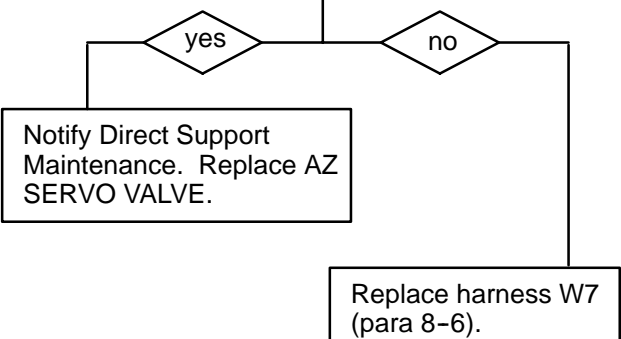 yes
no
Notify Direct Support
Maintenance. Replace AZ
SERVO VALVE.
Replace harness W7
(para 8-6).